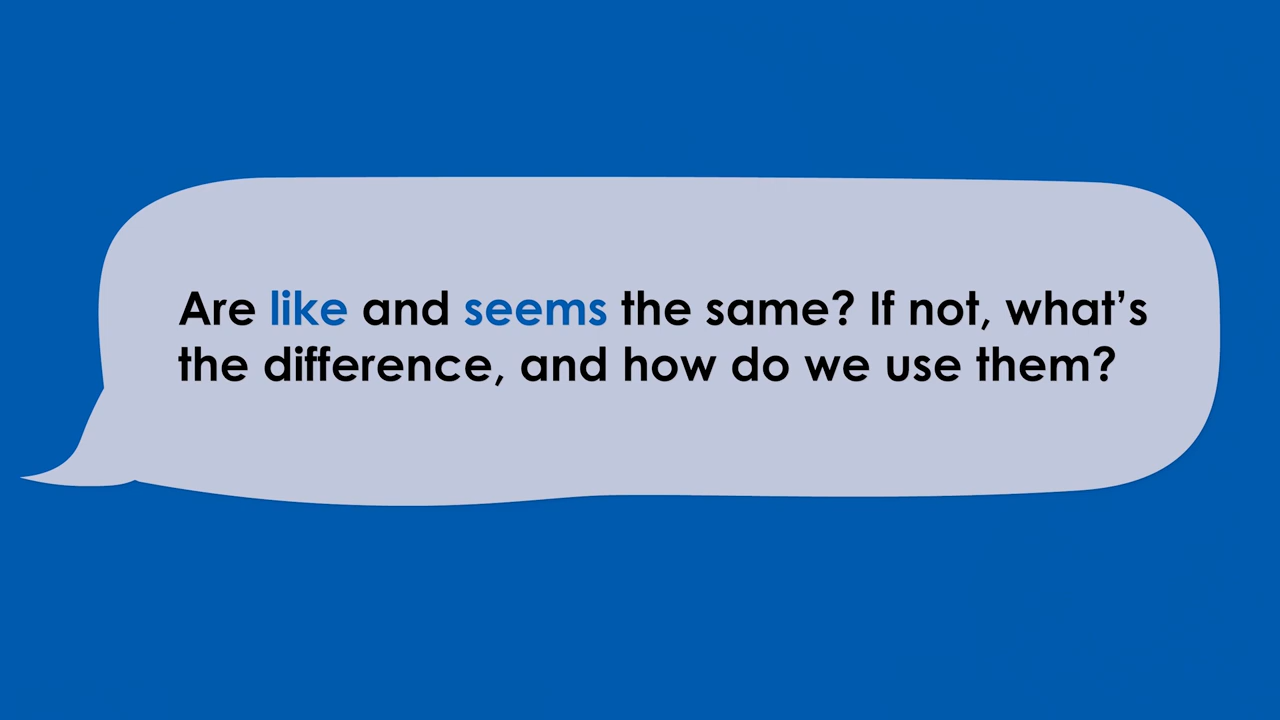 Are like and seems the same? If not, what’s
the difference, and how do we use them?